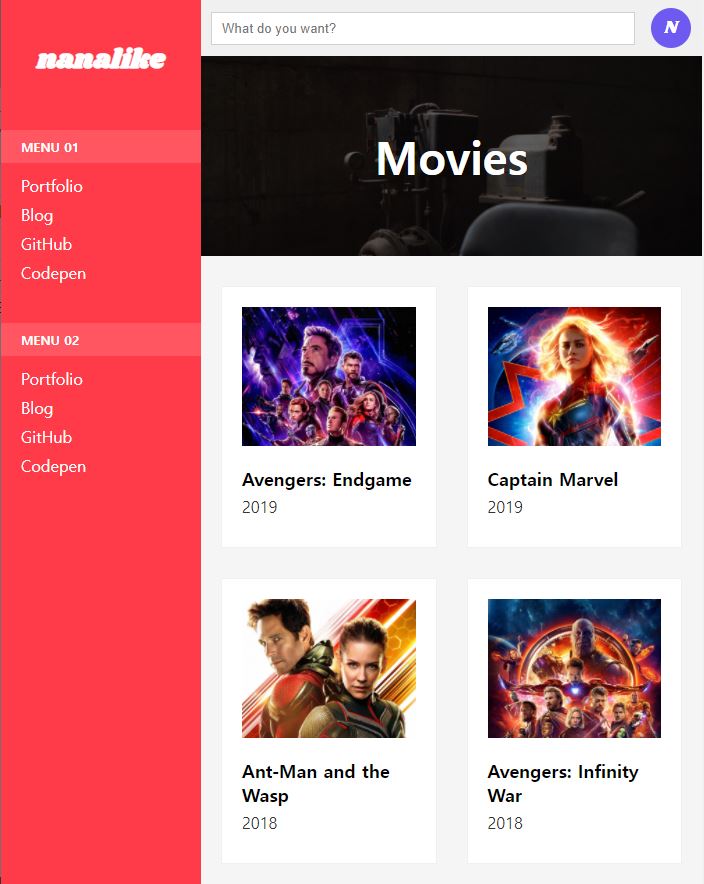 nanalike
What do you want?
N
MENU 01
Portfolio
Blog
GitHub
Codepen
MENU 02
Portfolio
Blog
GitHub
Codepen
Movies
Avengers: Endgame
2019
Captain Marvel
2019
Ant-Man and the
Wasp
2018
Avengers: Infinity
War
2018